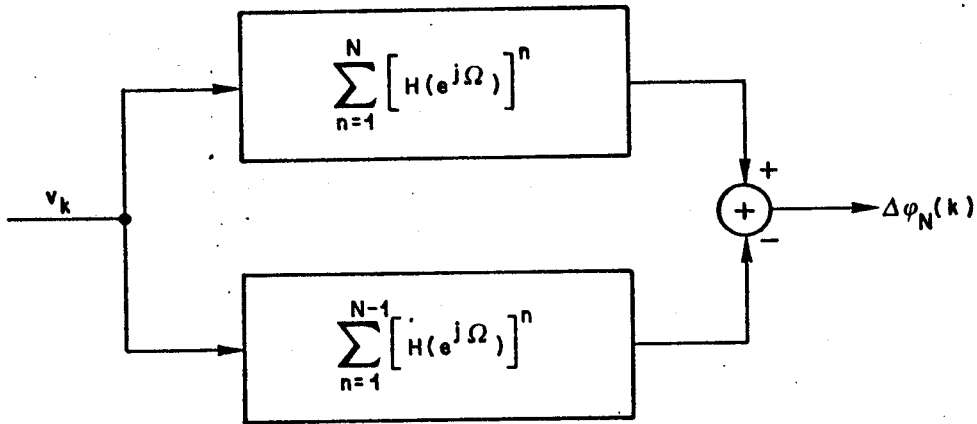 N
∑ [H(e^{jΩ})]^n
n=1
v_k
+
+
−
Δφ_N(k)
N-1
∑ [H(e^{jΩ})]^n
n=1